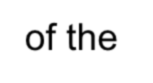 of the